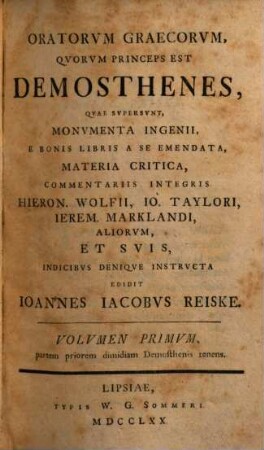 ORATORVM GRAECORVM,
QVORVM PRINCEPS EST
DEMOSTHENES,
QVAE SVPERSVNT,
MONVMENTA INGENII,
E BONIS LIBRIS A SE EMENDATA,
MATERIA CRITICA,
COMMENTARIIS INTEGRIS
HIERON. WOLFII, IO. TAYLORI,
IEREM. MARKLANDI,
ALIORVM,
ET SVIS,
INDICIBVS DENIQVE INSTRVCTA
EDIDIT
IOANNES IACOBVS REISKE.
VOLVMEN PRIMVM,
partem priorem dimidiam Demosthenis tenens.
LIPSIAE,
TYPIS W. G. SOMMERI.
MDCCLXX.